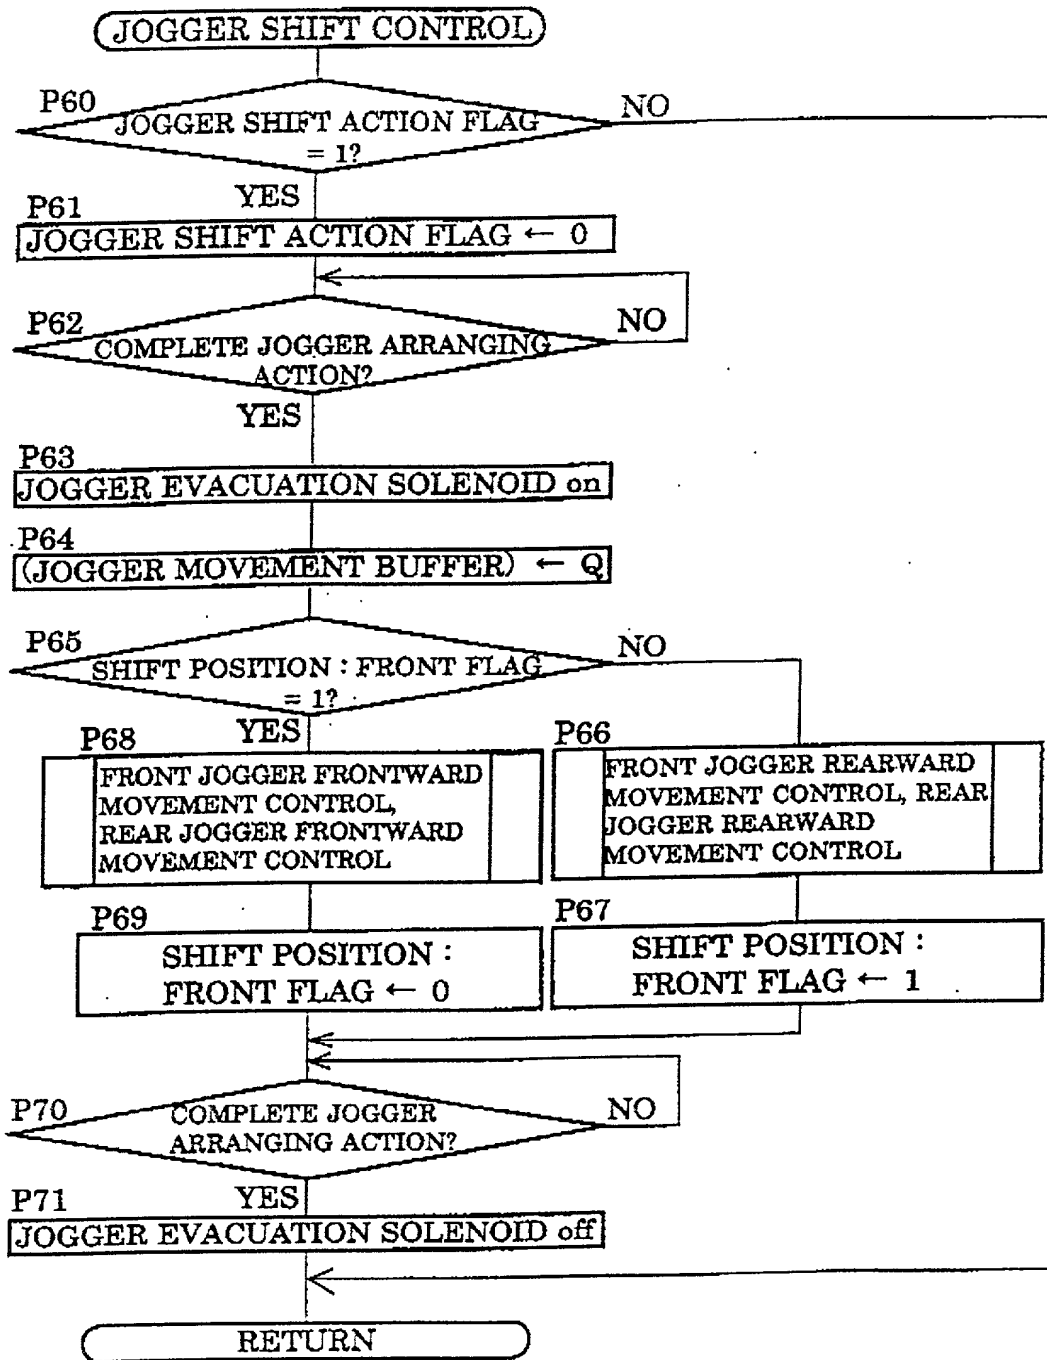 JOGGER SHIFT CONTROL
P60
JOGGER SHIFT ACTION FLAG
= 1?
NO
YES
P61
JOGGER SHIFT ACTION FLAG ← 0
P62
COMPLETE JOGGER ARRANGING
ACTION?
NO
YES
P63
JOGGER EVACUATION SOLENOID on
P64
(JOGGER MOVEMENT BUFFER) ← Q
P65
SHIFT POSITION : FRONT FLAG
= 1?
NO
YES
P68
FRONT JOGGER FRONTWARD
MOVEMENT CONTROL,
REAR JOGGER FRONTWARD
MOVEMENT CONTROL
P66
FRONT JOGGER REARWARD
MOVEMENT CONTROL, REAR
JOGGER REARWARD
MOVEMENT CONTROL
P69
SHIFT POSITION :
FRONT FLAG ← 0
P67
SHIFT POSITION :
FRONT FLAG ← 1
P70
COMPLETE JOGGER
ARRANGING ACTION?
NO
YES
P71
JOGGER EVACUATION SOLENOID off
RETURN